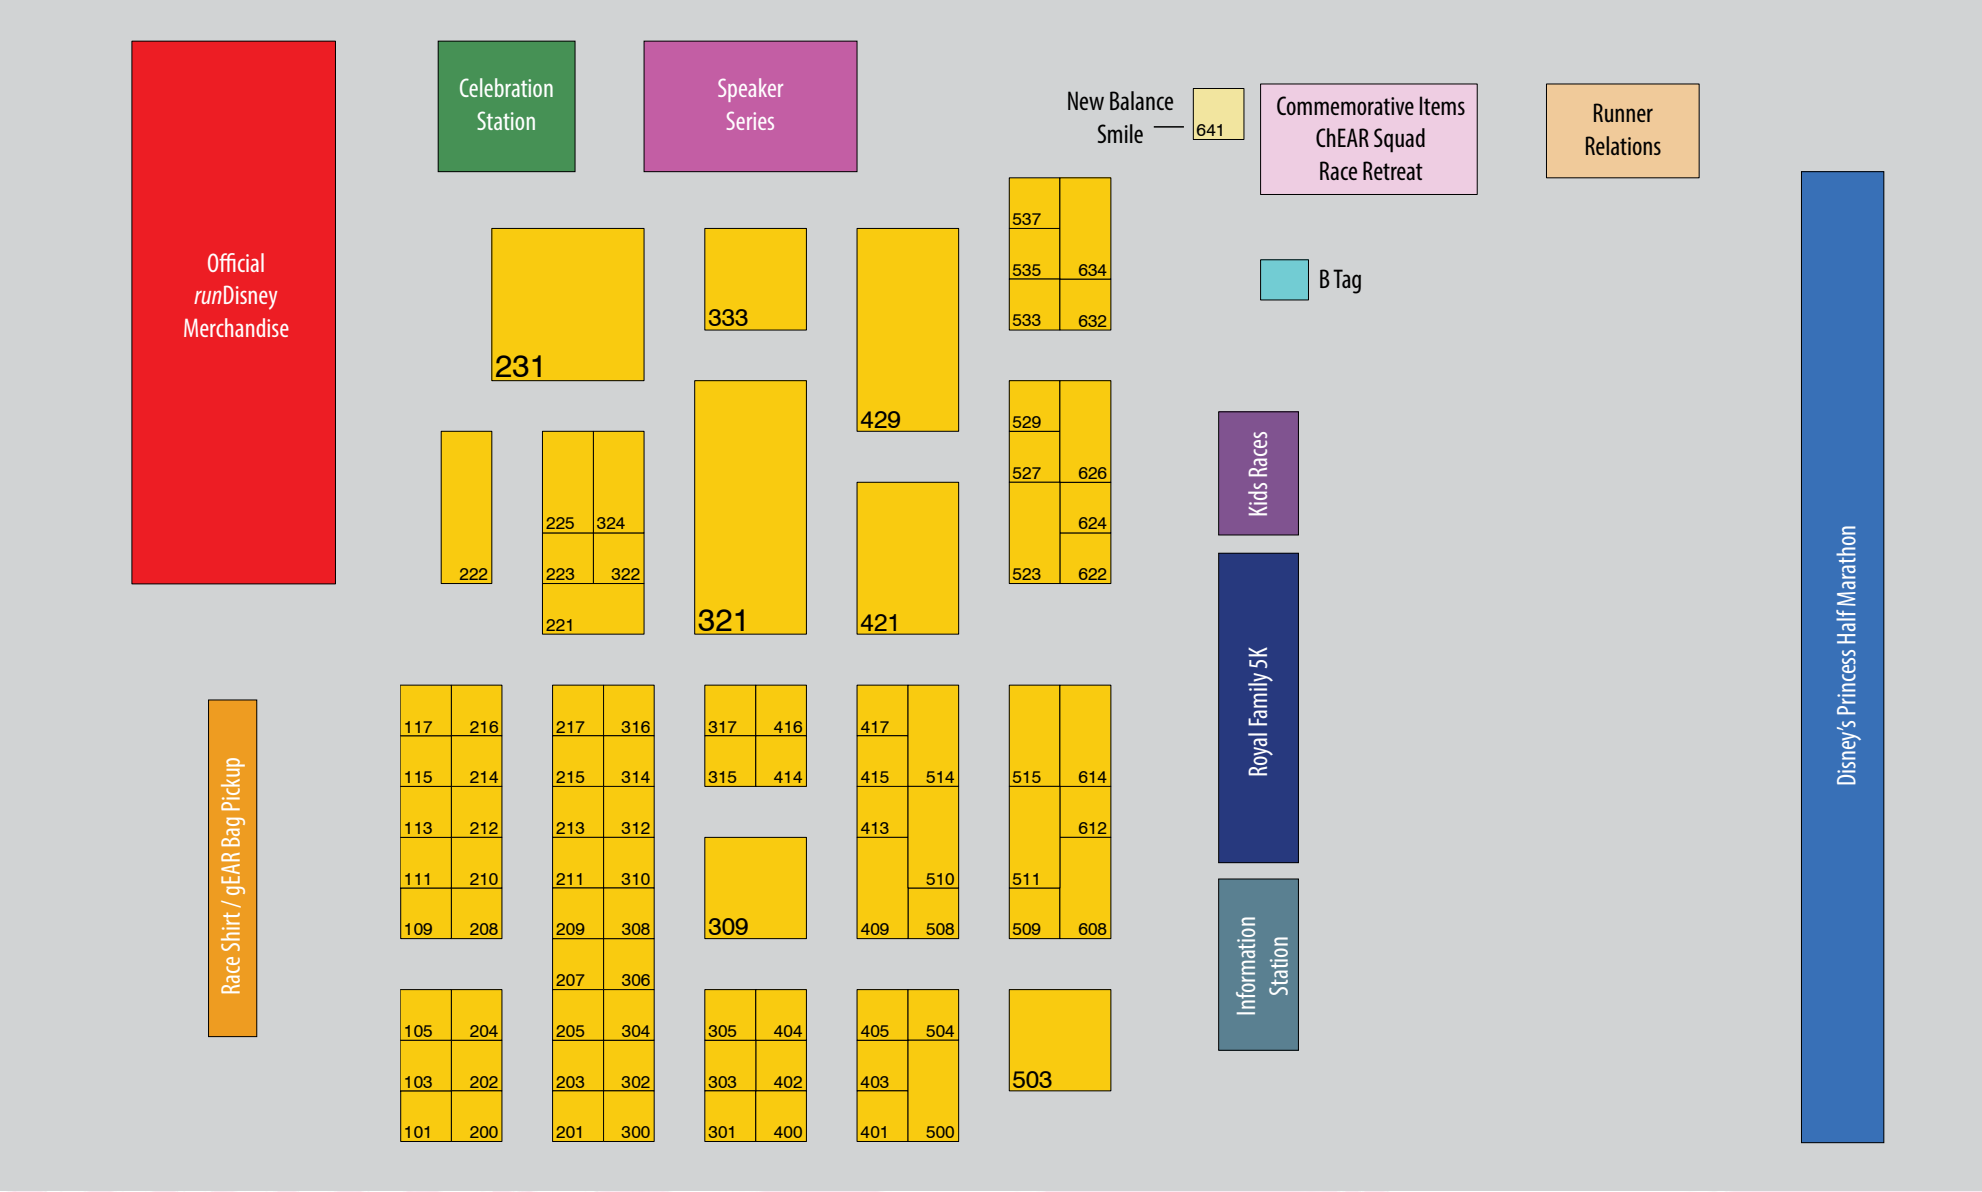 Celebration
Station
Speaker
Series
New Balance
Smile
641
Commemorative Items
ChEAR Squad
Race Retreat
Runner
Relations
Official
runDisney
Merchandise
537
535 634
533 632
B Tag
333
231
429
529
527 626
624
523 622
Kids Races
225 324
222
223 322
221
321
421
Royal Family 5K
Disney's Princess Half Marathon
Race Shirt / gEAR Bag Pickup
117 216
115 214
113 212
111 210
109 208
217 316
215 314
213 312
211 310
209 308
207 306
205 304
203 302
201 300
317 416
315 414
309
417
415 514
413
510
409 508
515 614
612
511
509 608
Information
Station
105 204
103 202
101 200
305 404
303 402
301 400
405 504
403
401 500
503